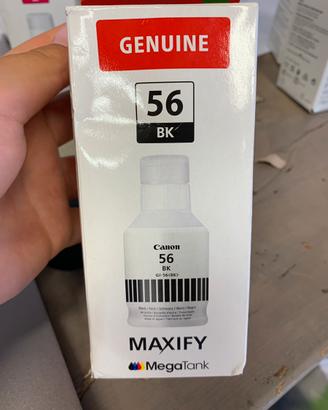 GENUINE
56
BK
Canon
56
BK
GI-56(BK)
MAXIFY
MegaTank